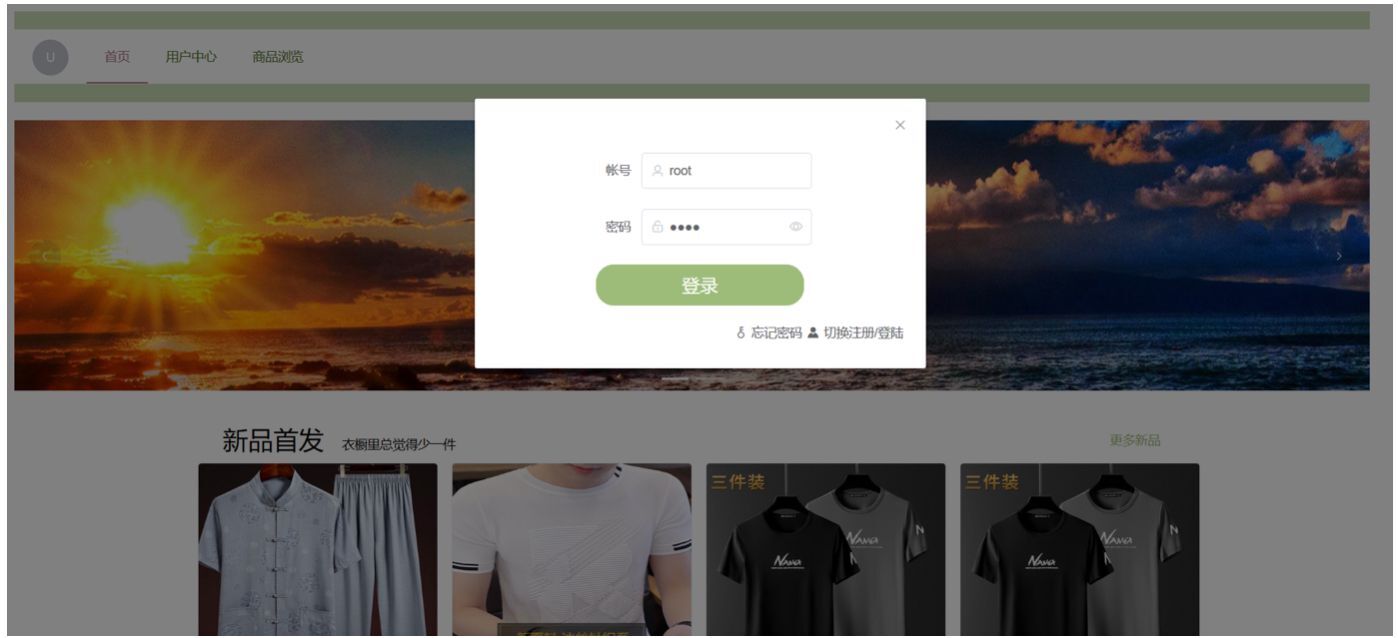 U 首页 用户中心 商品浏览
帐号 root
密码 ●●●●
登录
忘记密码 切换注册/登陆
新品首发 衣橱里总觉得少一件 更多新品
三件装 三件装